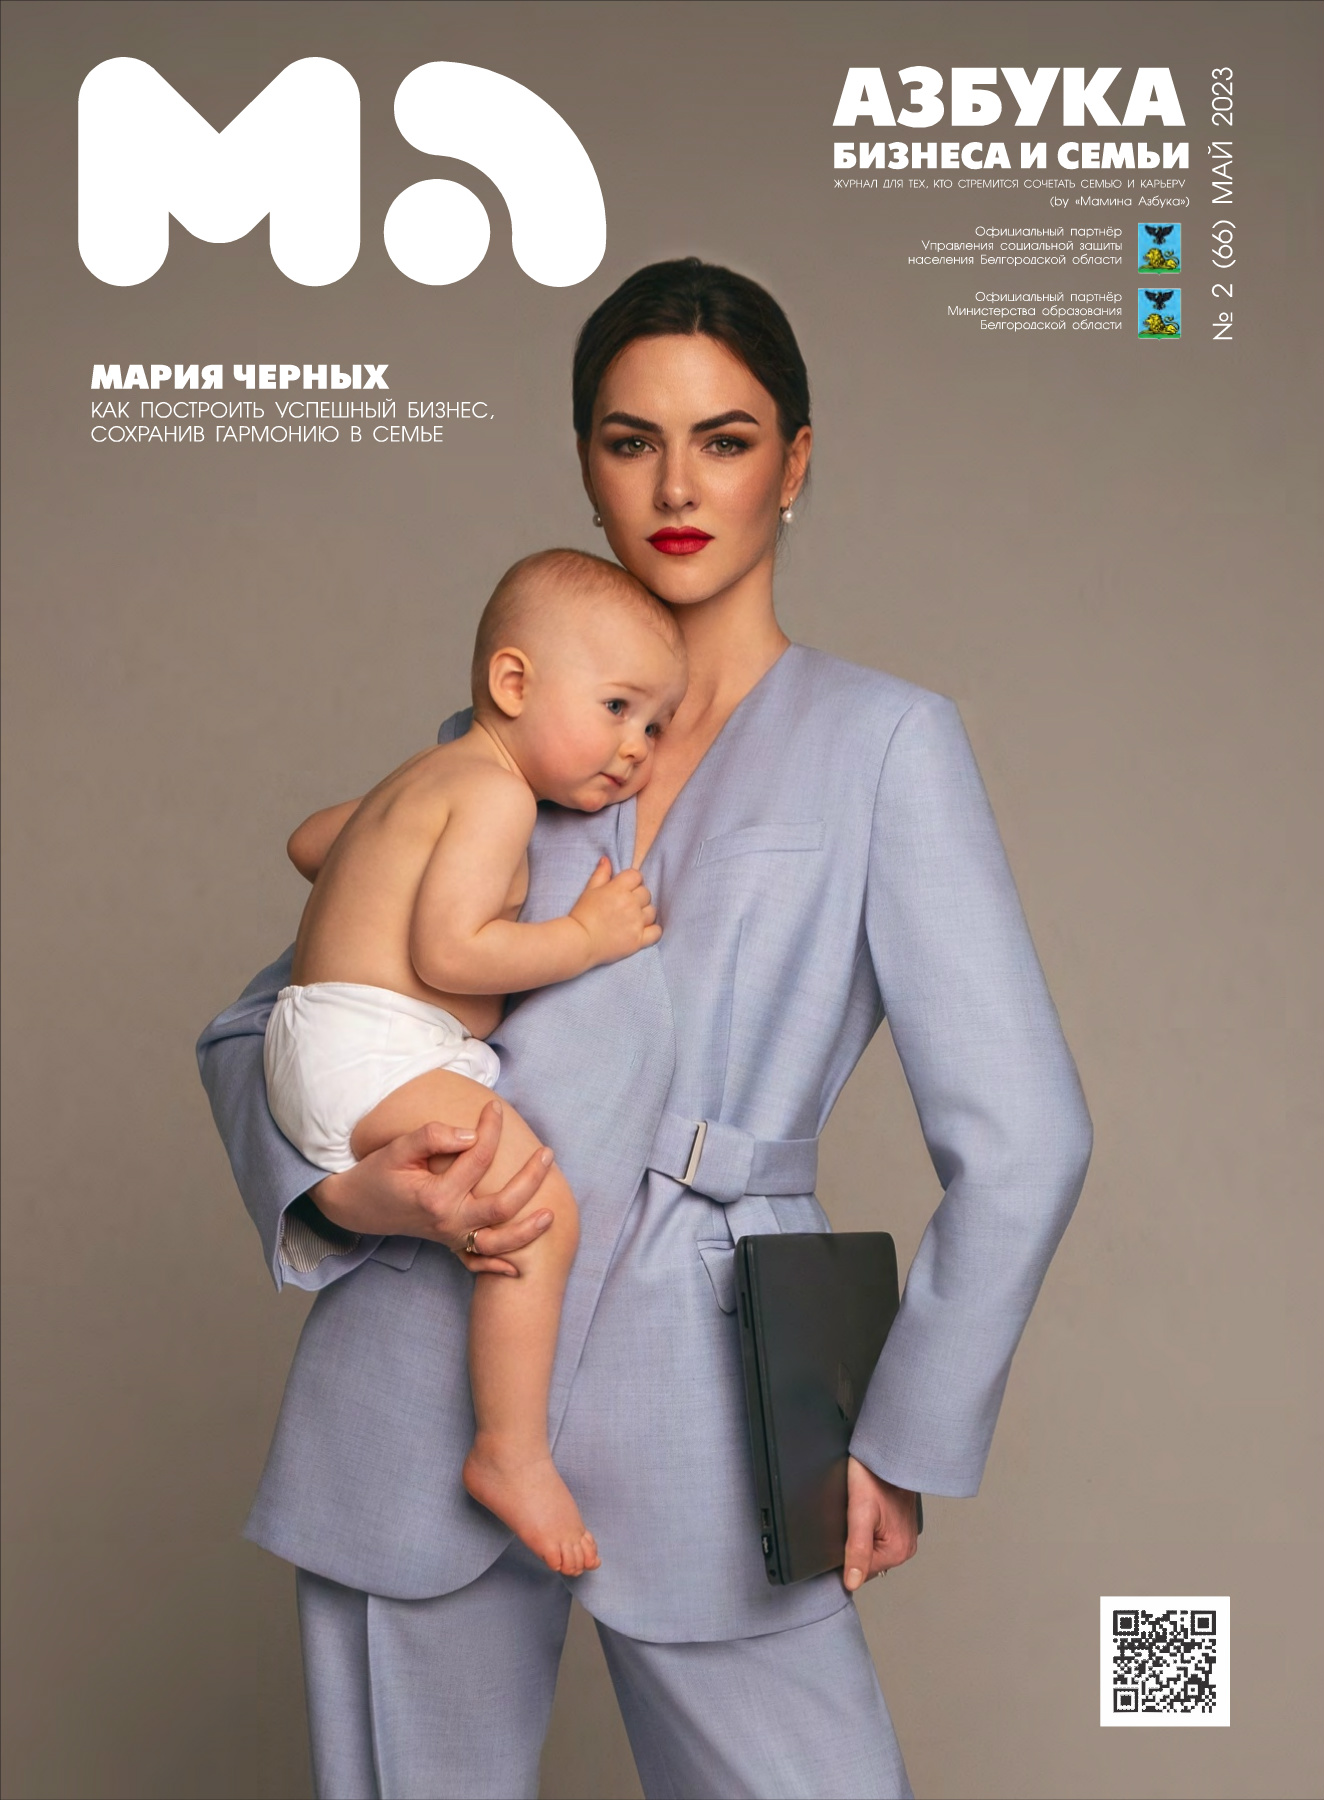 МА
АЗБУКА
БИЗНЕСА И СЕМЬИ
ЖУРНАЛ ДЛЯ ТЕХ, КТО СТРЕМИТСЯ СОЧЕТАТЬ СЕМЬЮ И КАРЬЕРУ
(by «Мамина Азбука»)
Официальный партнёр
Управления социальной защиты
населения Белгородской области
Официальный партнёр
Министерства образования
Белгородской области
№ 2 (66) МАЙ 2023
МАРИЯ ЧЕРНЫХ
КАК ПОСТРОИТЬ УСПЕШНЫЙ БИЗНЕС,
СОХРАНИВ ГАРМОНИЮ В СЕМЬЕ